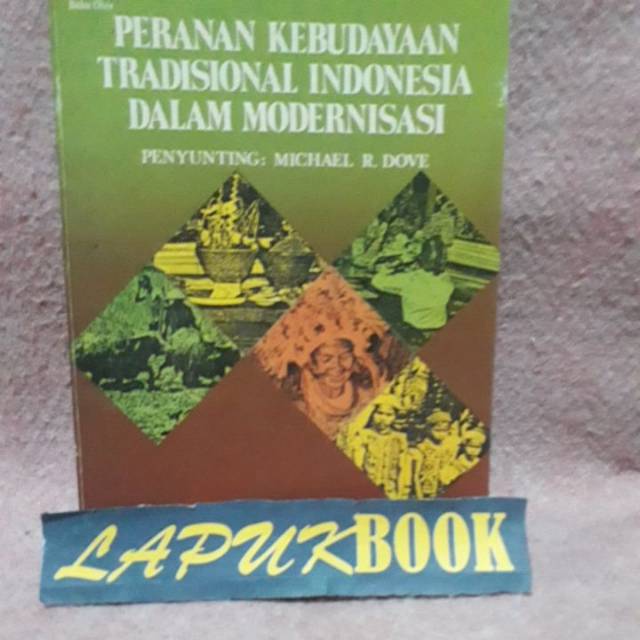 PERANAN KEBUDAYAAN
TRADISIONAL INDONESIA
DALAM MODERNISASI
PENYUNTING: MICHAEL R. DOVE
LAPUKBOOK